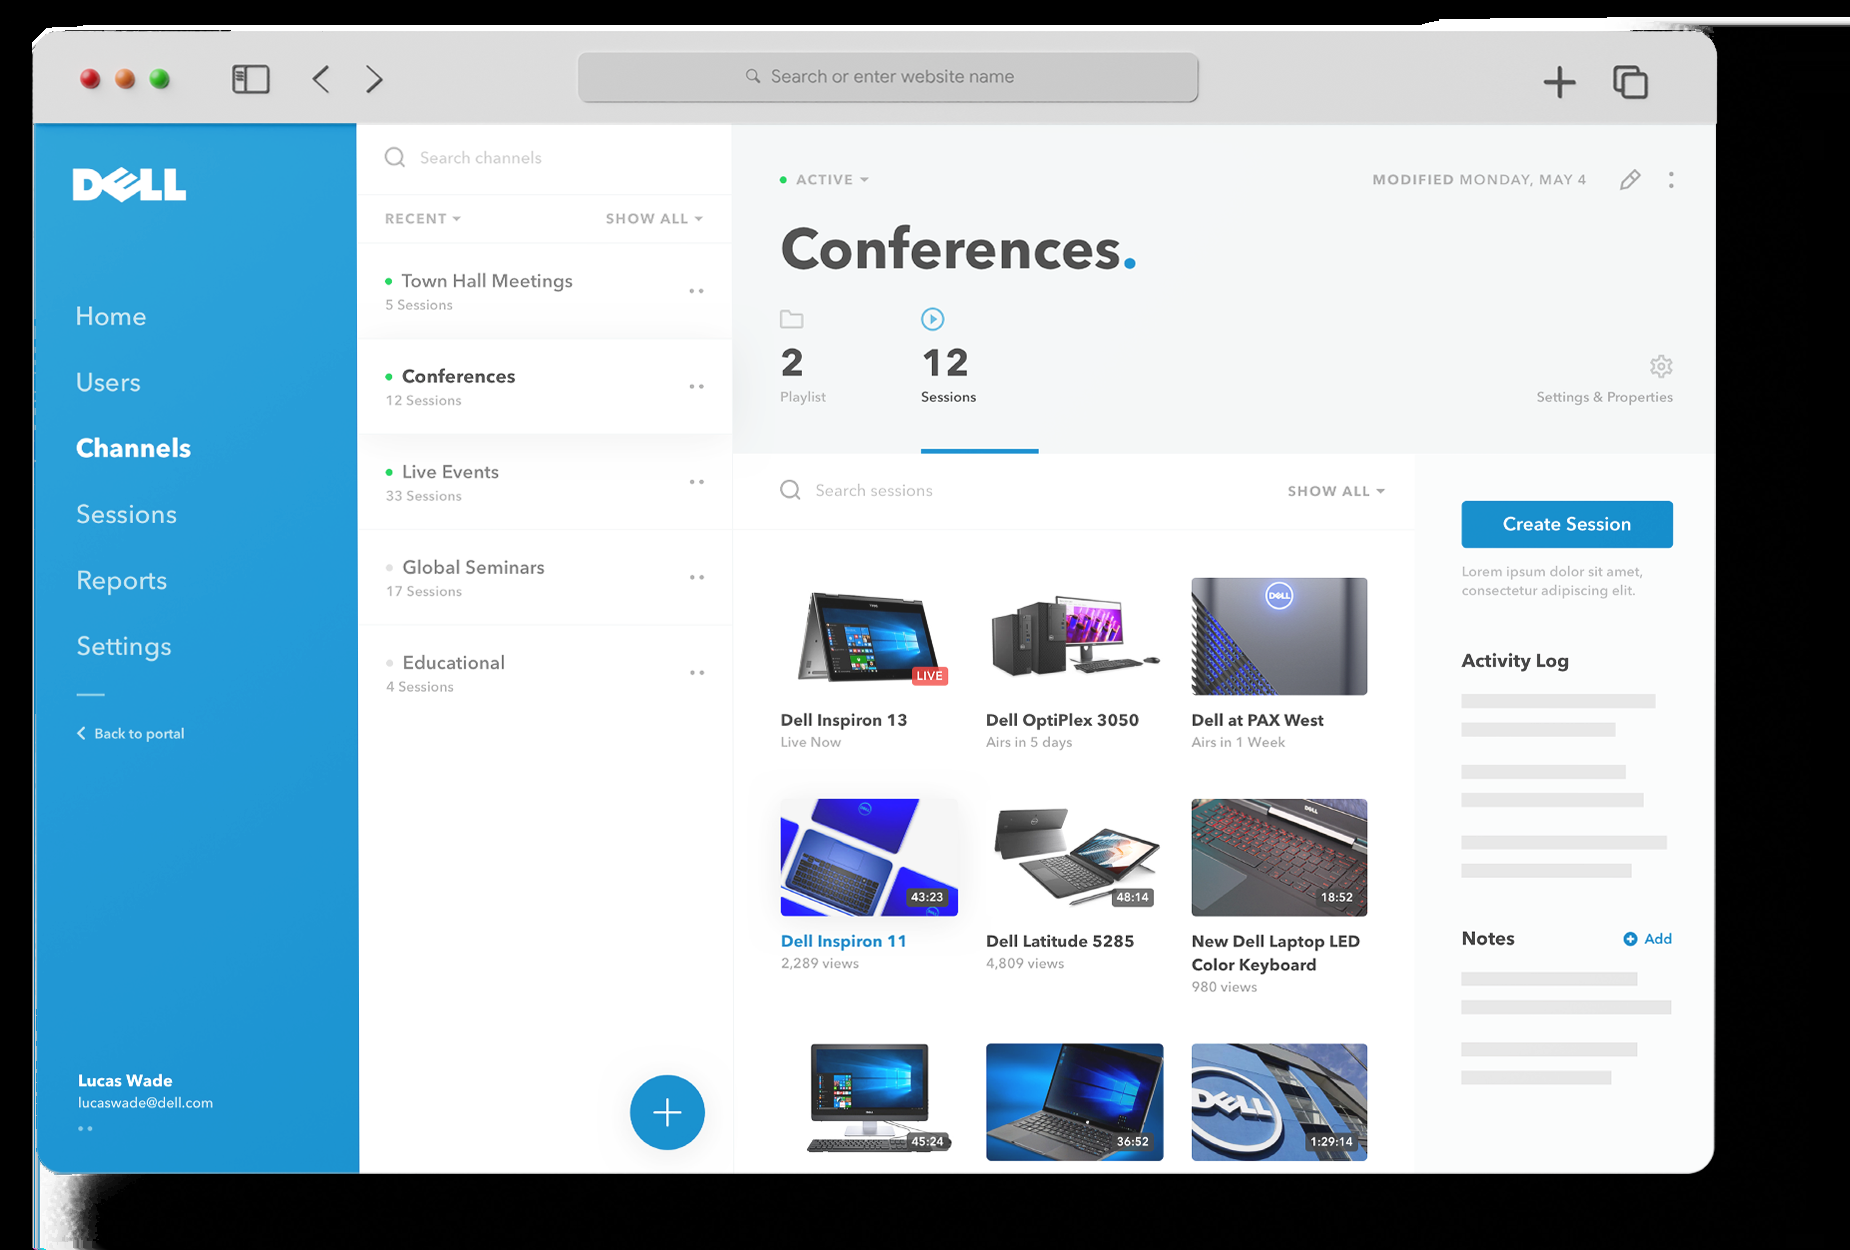 Search or enter website name
DELL
Home
Users
Channels
Sessions
Reports
Settings
Back to portal
Lucas Wade
lucaswade@dell.com
Search channels
RECENT
SHOW ALL
Town Hall Meetings
5 Sessions
Conferences
12 Sessions
Live Events
33 Sessions
Global Seminars
17 Sessions
Educational
4 Sessions
ACTIVE
MODIFIED MONDAY, MAY 4
Conferences.
2
Playlist
12
Sessions
Settings & Properties
Search sessions
SHOW ALL
LIVE
Dell Inspiron 13
Live Now
Dell OptiPlex 3050
Airs in 5 days
DELL
Dell at PAX West
Airs in 1 Week
43:23
Dell Inspiron 11
2,289 views
48:14
Dell Latitude 5285
4,809 views
DELL
18:52
New Dell Laptop LED
Color Keyboard
980 views
45:24
36:52
DELL
1:29:14
Create Session
Lorem ipsum dolor sit amet,
consectetur adipiscing elit.
Activity Log
Notes
Add